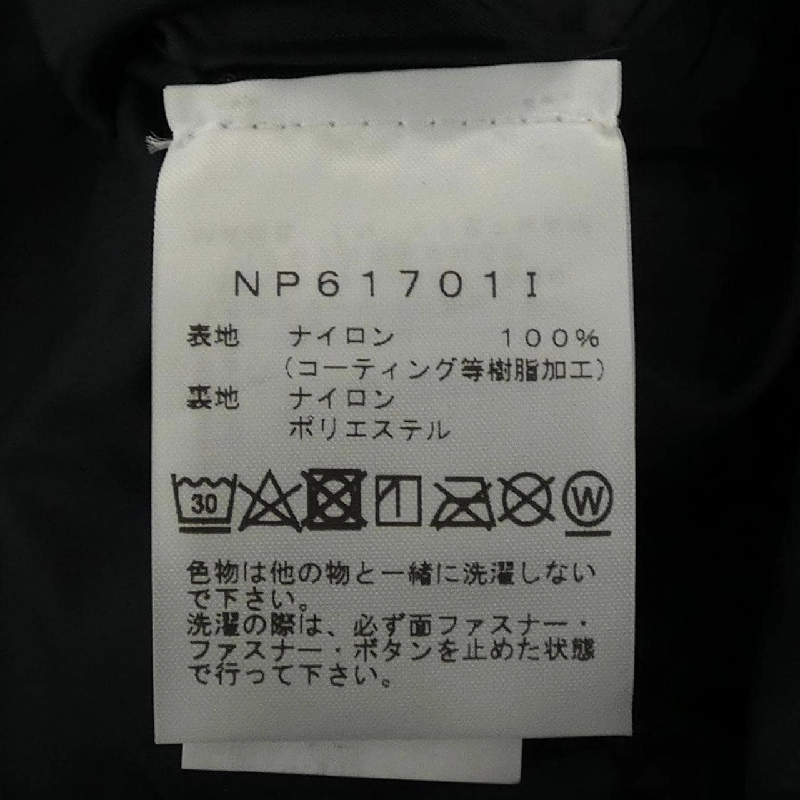 NP61701I
表地 ナイロン 100%
(コーティング等樹脂加工)
裏地 ナイロン
ポリエステル
30 W
色物は他の物と一緒に洗濯しない
で下さい。
洗濯の際は、必ず面ファスナー・
ファスナー・ボタンを止めた状態
で行って下さい。